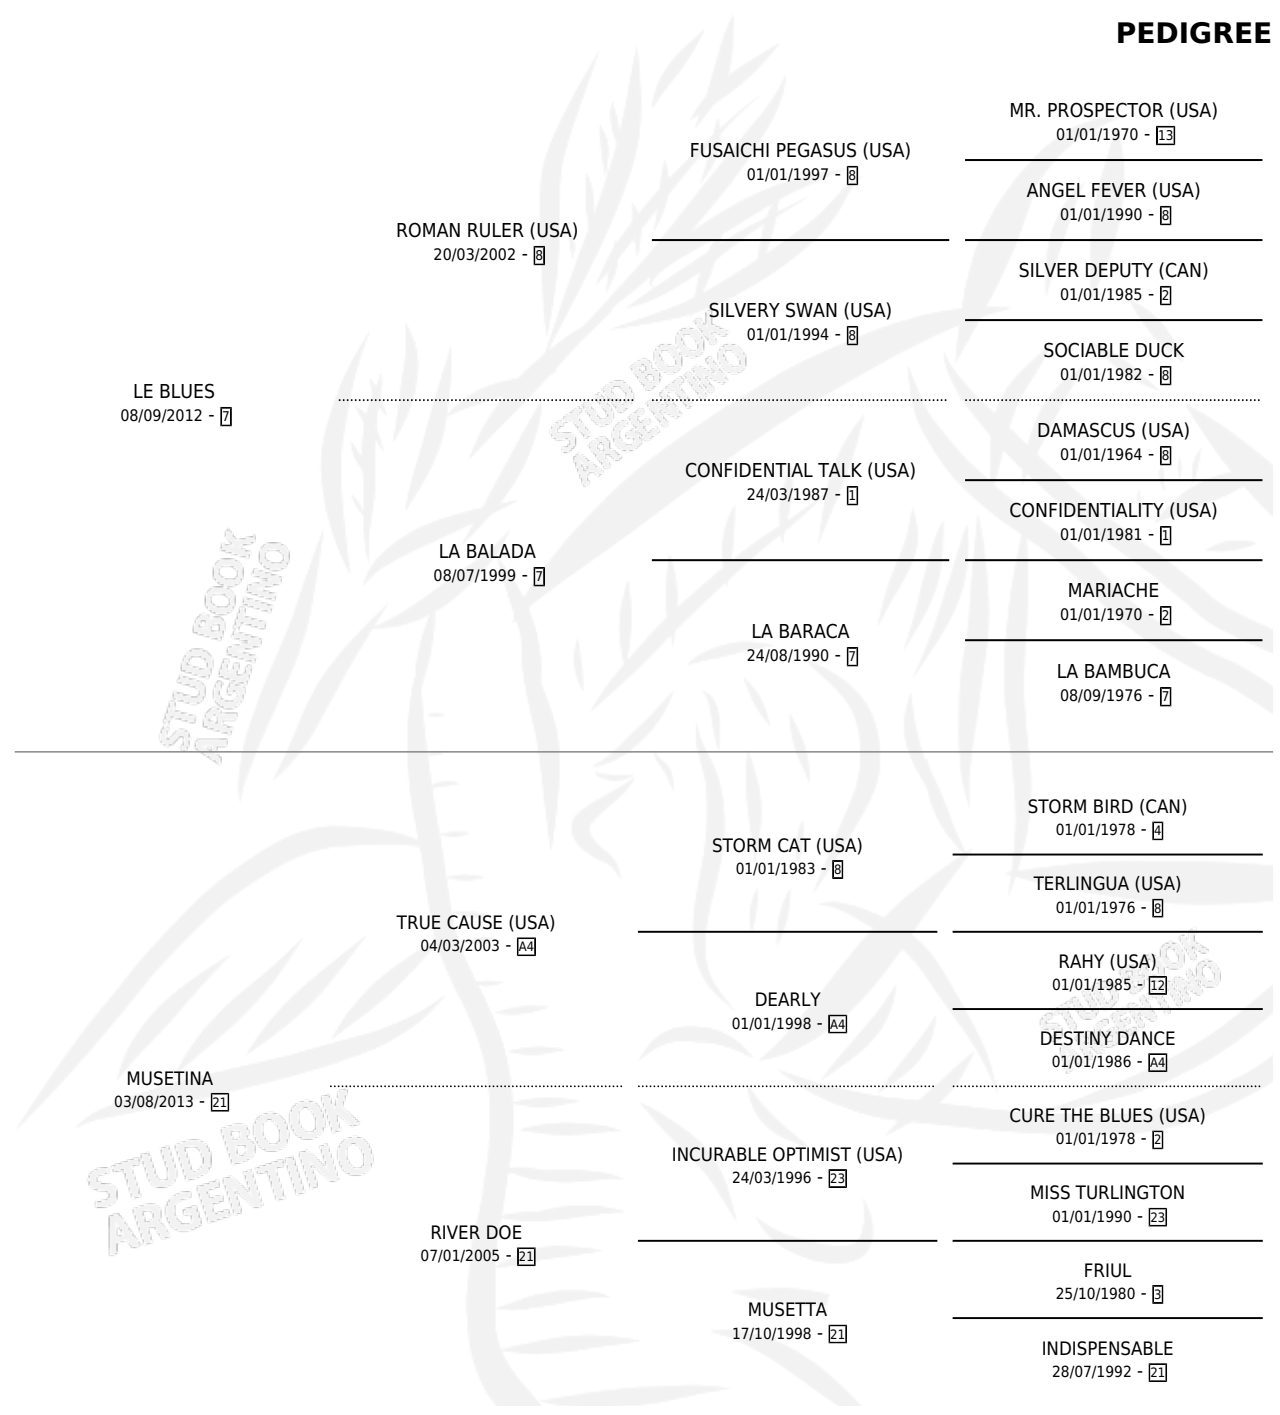 PEDIGREE
MR. PROSPECTOR (USA)
01/01/1970 - 13
FUSAICHI PEGASUS (USA)
01/01/1997 - 8
ANGEL FEVER (USA)
01/01/1990 - 8
ROMAN RULER (USA)
20/03/2002 - 8
SILVER DEPUTY (CAN)
01/01/1985 - 2
SILVERY SWAN (USA)
01/01/1994 - 8
SOCIABLE DUCK
01/01/1982 - 8
LE BLUES
08/09/2012 - 7
STUD BOOK
ARGENTINO
DAMASCUS (USA)
01/01/1964 - 8
CONFIDENTIAL TALK (USA)
24/03/1987 - 1
CONFIDENTIALITY (USA)
01/01/1981 - 1
LA BALADA
08/07/1999 - 7
MARIACHE
01/01/1970 - 2
LA BARACA
24/08/1990 - 7
LA BAMBUCA
08/09/1976 - 7
STUD BOOK
ARGENTINO
STORM BIRD (CAN)
01/01/1978 - 4
STORM CAT (USA)
01/01/1983 - 8
TERLINGUA (USA)
01/01/1976 - 8
TRUE CAUSE (USA)
04/03/2003 - A4
RAHY (USA)
01/01/1985 - 12
DEARLY
01/01/1998 - A4
STUD BOOK
ARGENTINO
DESTINY DANCE
01/01/1986 - A4
MUSETINA
03/08/2013 - 21
CURE THE BLUES (USA)
01/01/1978 - 2
INCURABLE OPTIMIST (USA)
24/03/1996 - 23
STUD BOOK
ARGENTINO
MISS TURLINGTON
01/01/1990 - 23
RIVER DOE
07/01/2005 - 21
FRIUL
25/10/1980 - 3
MUSETTA
17/10/1998 - 21
INDISPENSABLE
28/07/1992 - 21